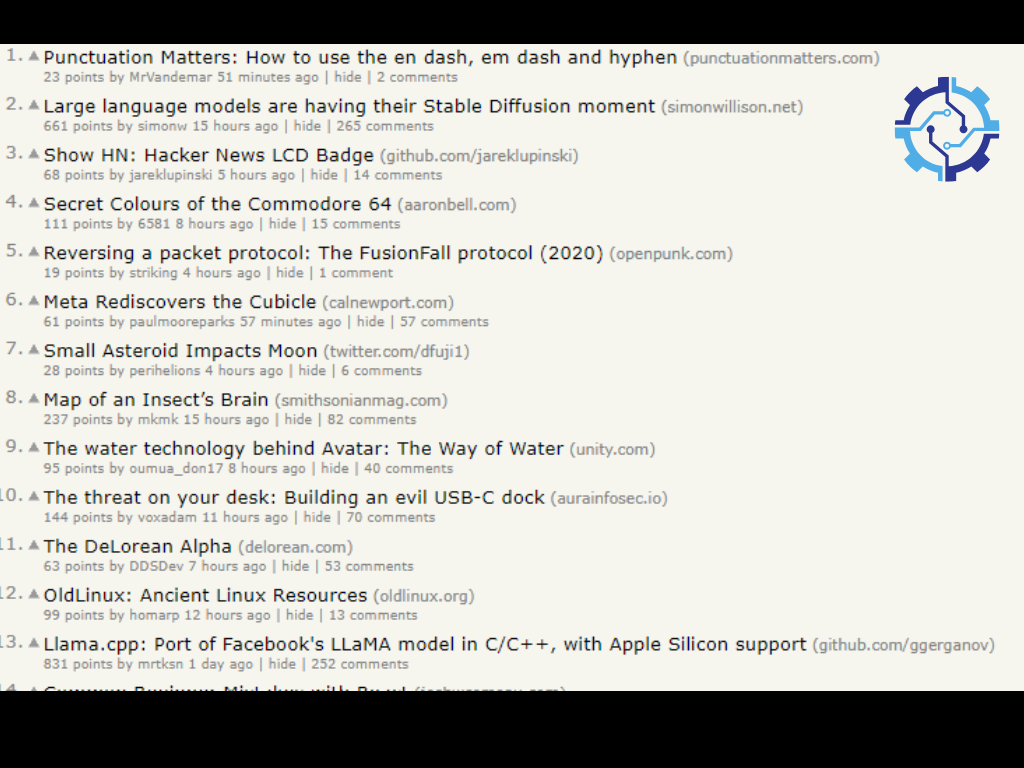 1. Punctuation Matters: How to use the en dash, em dash and hyphen (punctuationmatters.com)
23 points by MrVandemar 51 minutes ago | hide | 2 comments
2. Large language models are having their Stable Diffusion moment (simonwillison.net)
661 points by simonw 15 hours ago | hide | 265 comments
3. Show HN: Hacker News LCD Badge (github.com/jareklupinski)
68 points by jareklupinski 5 hours ago | hide | 14 comments
4. Secret Colours of the Commodore 64 (aaronbell.com)
111 points by 6581 8 hours ago | hide | 15 comments
5. Reversing a packet protocol: The FusionFall protocol (2020) (openpunk.com)
19 points by striking 4 hours ago | hide | 1 comment
6. Meta Rediscovers the Cubicle (calnewport.com)
61 points by paulmooreparks 57 minutes ago | hide | 57 comments
7. Small Asteroid Impacts Moon (twitter.com/dfuji1)
28 points by perihelions 4 hours ago | hide | 6 comments
8. Map of an Insect’s Brain (smithsonianmag.com)
237 points by mkmk 15 hours ago | hide | 82 comments
9. The water technology behind Avatar: The Way of Water (unity.com)
95 points by oumua_don17 8 hours ago | hide | 40 comments
10. The threat on your desk: Building an evil USB-C dock (aurainfosec.io)
144 points by voxadam 11 hours ago | hide | 70 comments
11. The DeLorean Alpha (delorean.com)
63 points by DDSDev 7 hours ago | hide | 53 comments
12. OldLinux: Ancient Linux Resources (oldlinux.org)
99 points by homarp 12 hours ago | hide | 13 comments
13. Llama.cpp: Port of Facebook's LLaMA model in C/C++, with Apple Silicon support (github.com/ggerganov)
831 points by mrtksn 1 day ago | hide | 252 comments